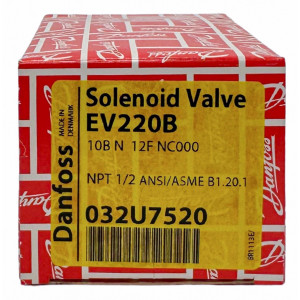 Danfoss
MADE IN
DENMARK
Solenoid Valve
EV220B
10B N 12F NC000
NPT 1/2 ANSI/ASME B1.20.1
032U7520
Danfoss